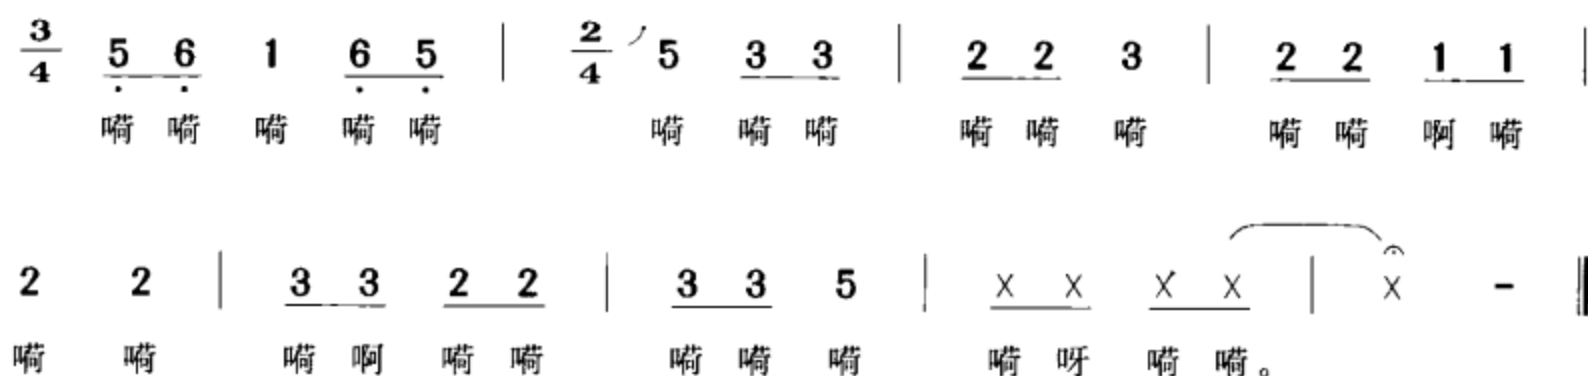 3/4 5 6 1 6 5 | 2/4 5 3 3 | 2 2 3 | 2 2 1 1 |
嗬 嗬 嗬 嗬 嗬 嗬 嗬 嗬 嗬 嗬 嗬 嗬 嗬 啊 嗬
2 2 | 3 3 2 2 | 3 3 5 | X X X X | X - ‖
嗬 嗬 嗬 啊 嗬 嗬 嗬 嗬 嗬 嗬 呀 嗬 嗬。